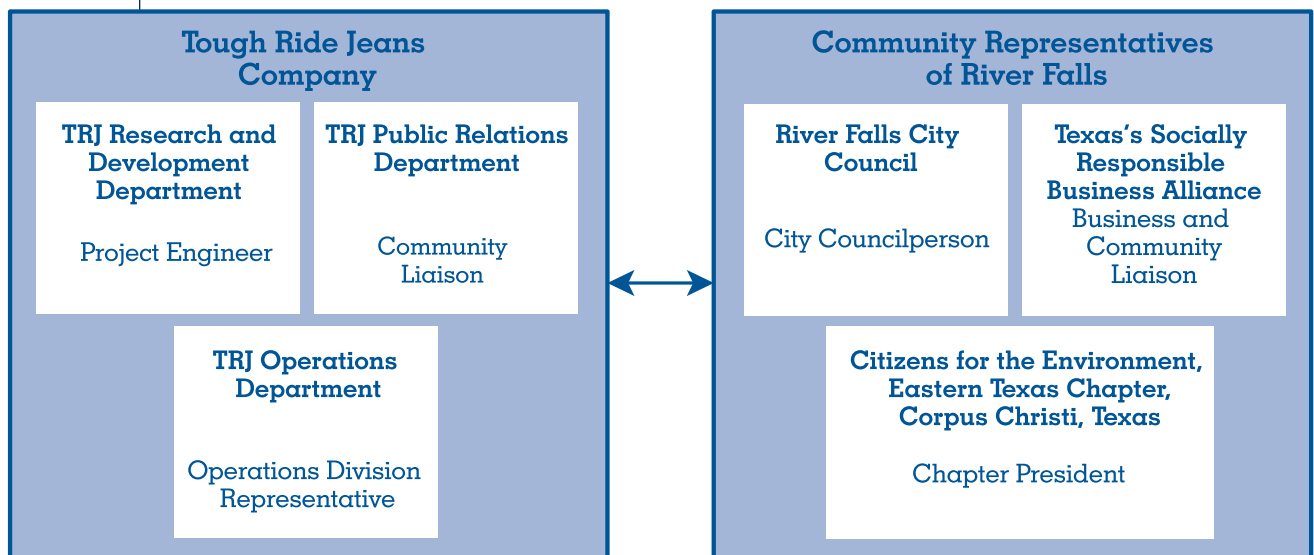 Tough Ride Jeans
Company
TRJ Research and
Development
Department
Project Engineer
TRJ Public Relations
Department
Community
Liaison
TRJ Operations
Department
Operations Division
Representative
Community Representatives
of River Falls
River Falls City
Council
City Councilperson
Texas's Socially
Responsible
Business Alliance
Business and
Community
Liaison
Citizens for the Environment,
Eastern Texas Chapter,
Corpus Christi, Texas
Chapter President